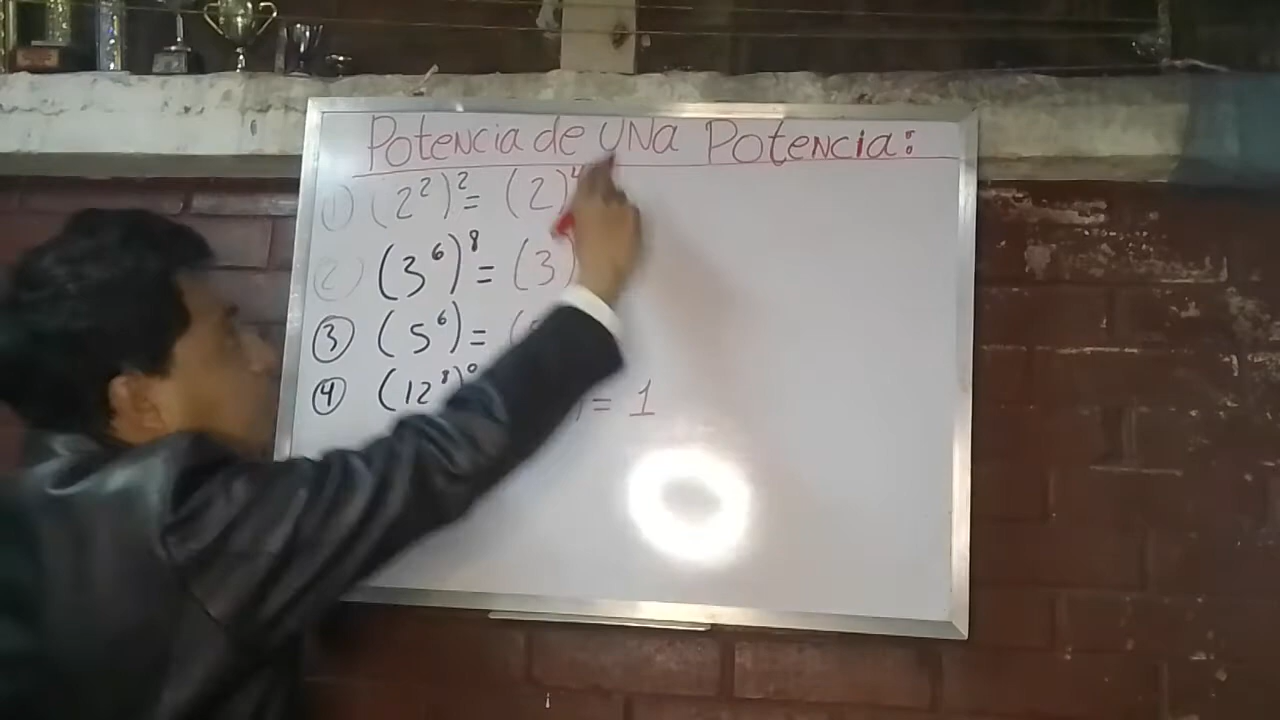 Potencia de UNa Potencia:
① (2²)² = (2)⁴
② (3⁶)⁸ = (3)
③ (5⁶) = (
④ (12⁸)⁰ = 1